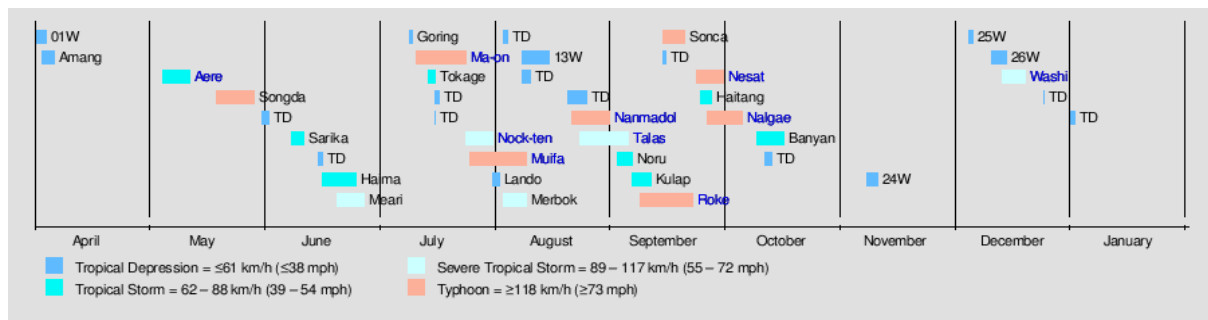 01W Goring TD Sonca 25W
Amang Ma-on 13W TD 26W
Aere Tokage TD Nesat Washi
Songda TD TD Haitang TD
TD TD Nanmadol Nalgae TD
Sarika Nock-ten Talas Banyan
TD Muifa Noru TD
Haima Lando Kulap 24W
Meari Merbok Roke
April May June July August September October November December January
Tropical Depression = ≤61 km/h (≤38 mph) Severe Tropical Storm = 89 – 117 km/h (55 – 72 mph)
Tropical Storm = 62 – 88 km/h (39 – 54 mph) Typhoon = ≥118 km/h (≥73 mph)